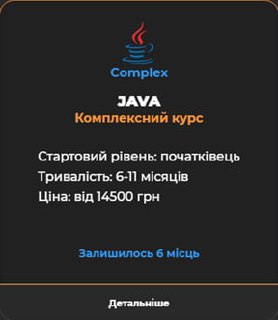 Complex
JAVA
Комплексний курс
Стартовий рівень: початківець
Тривалість: 6-11 місяців
Ціна: від 14500 грн
Залишилось 6 місць
Детальніше